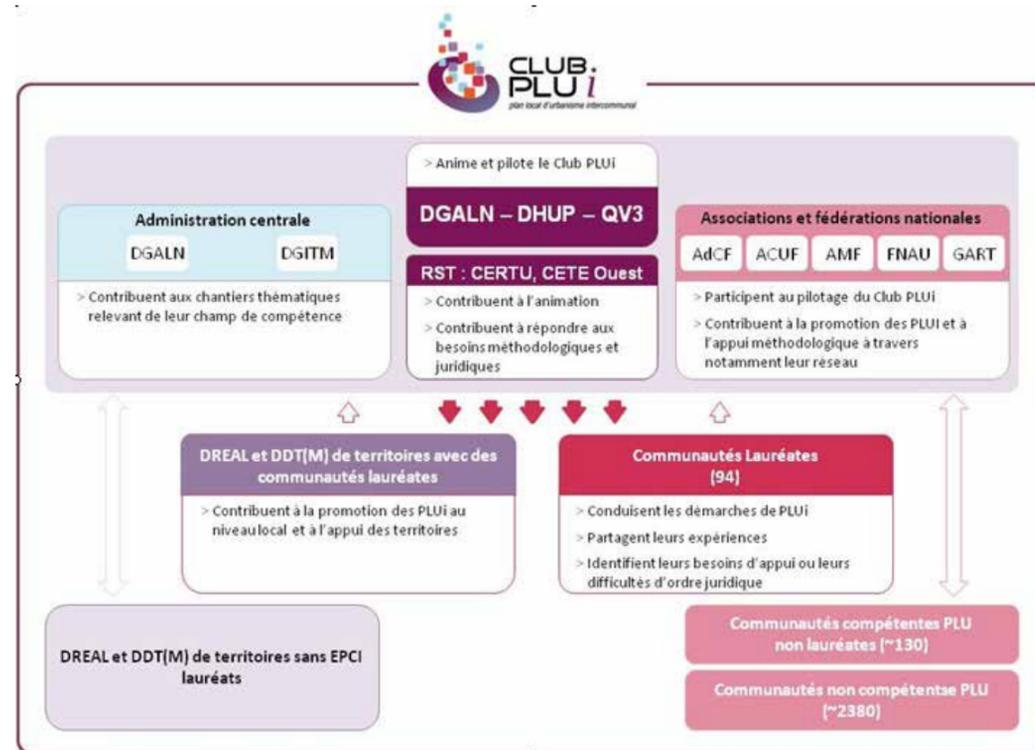 CLUB
PLUi
plan local d'urbanisme intercommunal
> Anime et pilote le Club PLUi
DGALN – DHUP – QV3
Administration centrale
DGALN
DGITM
> Contribuent aux chantiers thématiques
relevant de leur champ de compétence
RST : CERTU, CETE Ouest
> Contribuent à l'animation
> Contribuent à répondre aux
besoins méthodologiques et
juridiques
Associations et fédérations nationales
AdCF
ACUF
AMF
FNAU
GART
> Participent au pilotage du Club PLUi
> Contribuent à la promotion des PLUI et à
l'appui méthodologique à travers
notamment leur réseau
DREAL et DDT(M) de territoires avec des
communautés lauréates
> Contribuent à la promotion des PLUi au
niveau local et à l'appui des territoires
Communautés Lauréates
(94)
> Conduisent les démarches de PLUi
> Partagent leurs expériences
> Identifient leurs besoins d'appui ou leurs
difficultés d'ordre juridique
DREAL et DDT(M) de territoires sans EPCI
lauréats
Communautés compétentes PLU
non lauréates (~130)
Communautés non compétentse PLU
(~2380)